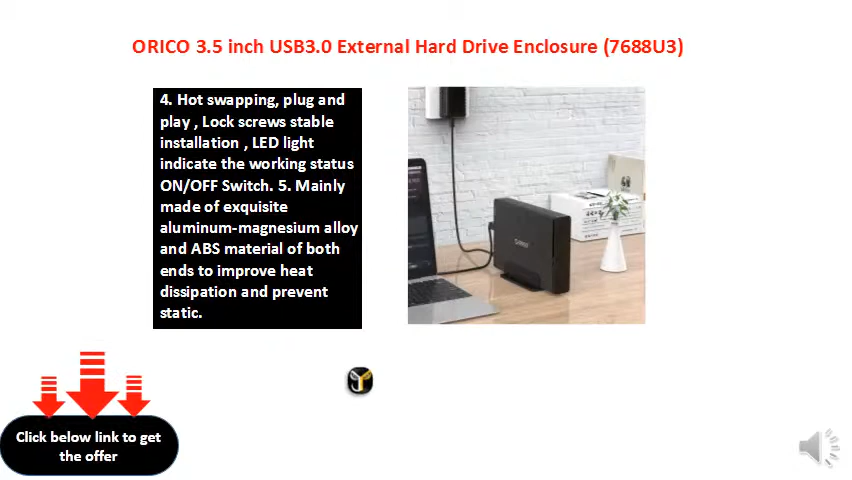 ORICO 3.5 inch USB3.0 External Hard Drive Enclosure (7688U3)
4. Hot swapping, plug and
play , Lock screws stable
installation , LED light
indicate the working status
ON/OFF Switch. 5. Mainly
made of exquisite
aluminum-magnesium alloy
and ABS material of both
ends to improve heat
dissipation and prevent
static.
ORICO
Click below link to get
the offer